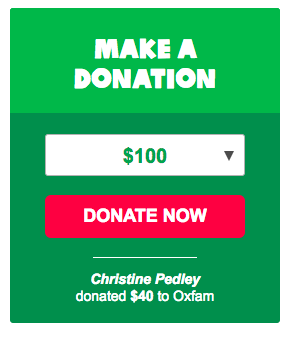 MAKE A
DONATION
$100
DONATE NOW
Christine Pedley
donated $40 to Oxfam